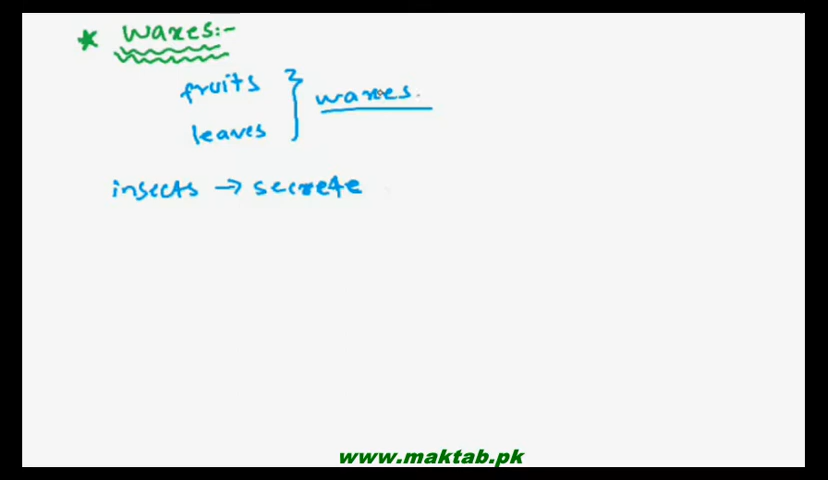 * Waxes:-
fruits
leaves } waxes.
insects → secrete
www.maktab.pk